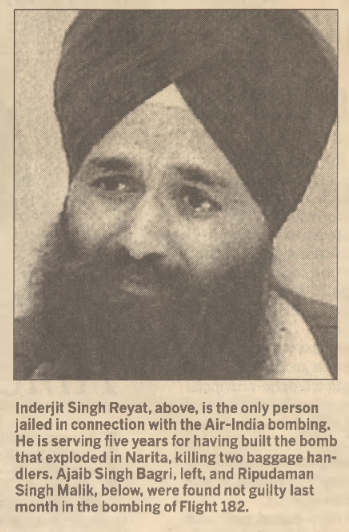 Inderjit Singh Reyat, above, is the only person
jailed in connection with the Air-India bombing.
He is serving five years for having built the bomb
that exploded in Narita, killing two baggage han-
dlers. Ajaib Singh Bagri, left, and Ripudaman
Singh Malik, below, were found not guilty last
month in the bombing of Flight 182.